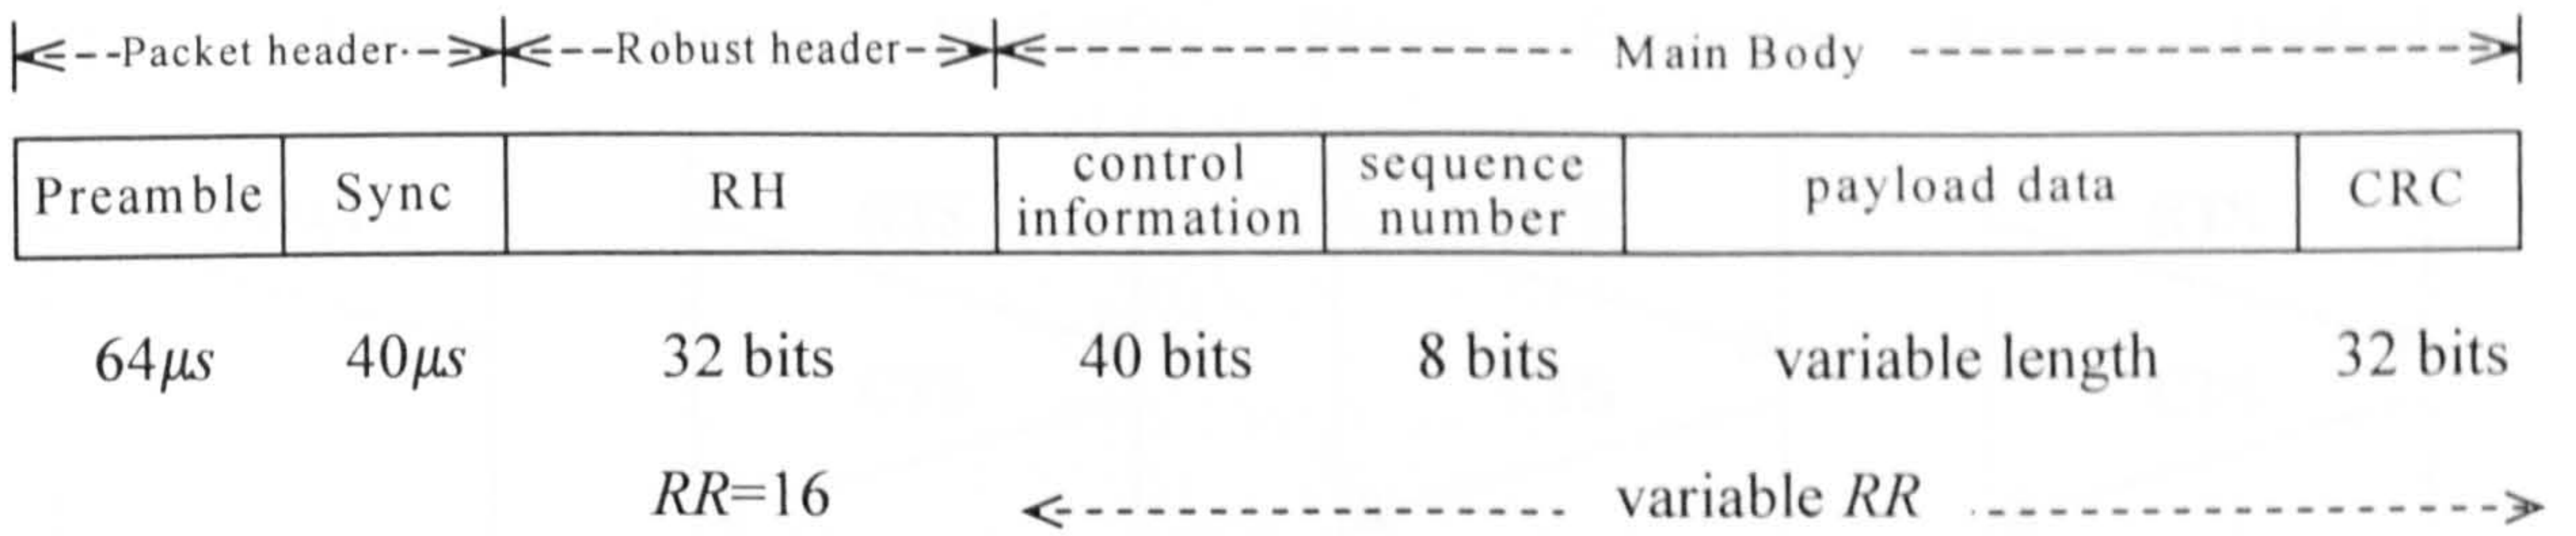 Packet header Robust header Main Body
Preamble Sync RH control information sequence number payload data CRC
64μs 40μs 32 bits 40 bits 8 bits variable length 32 bits
RR=16 variable RR